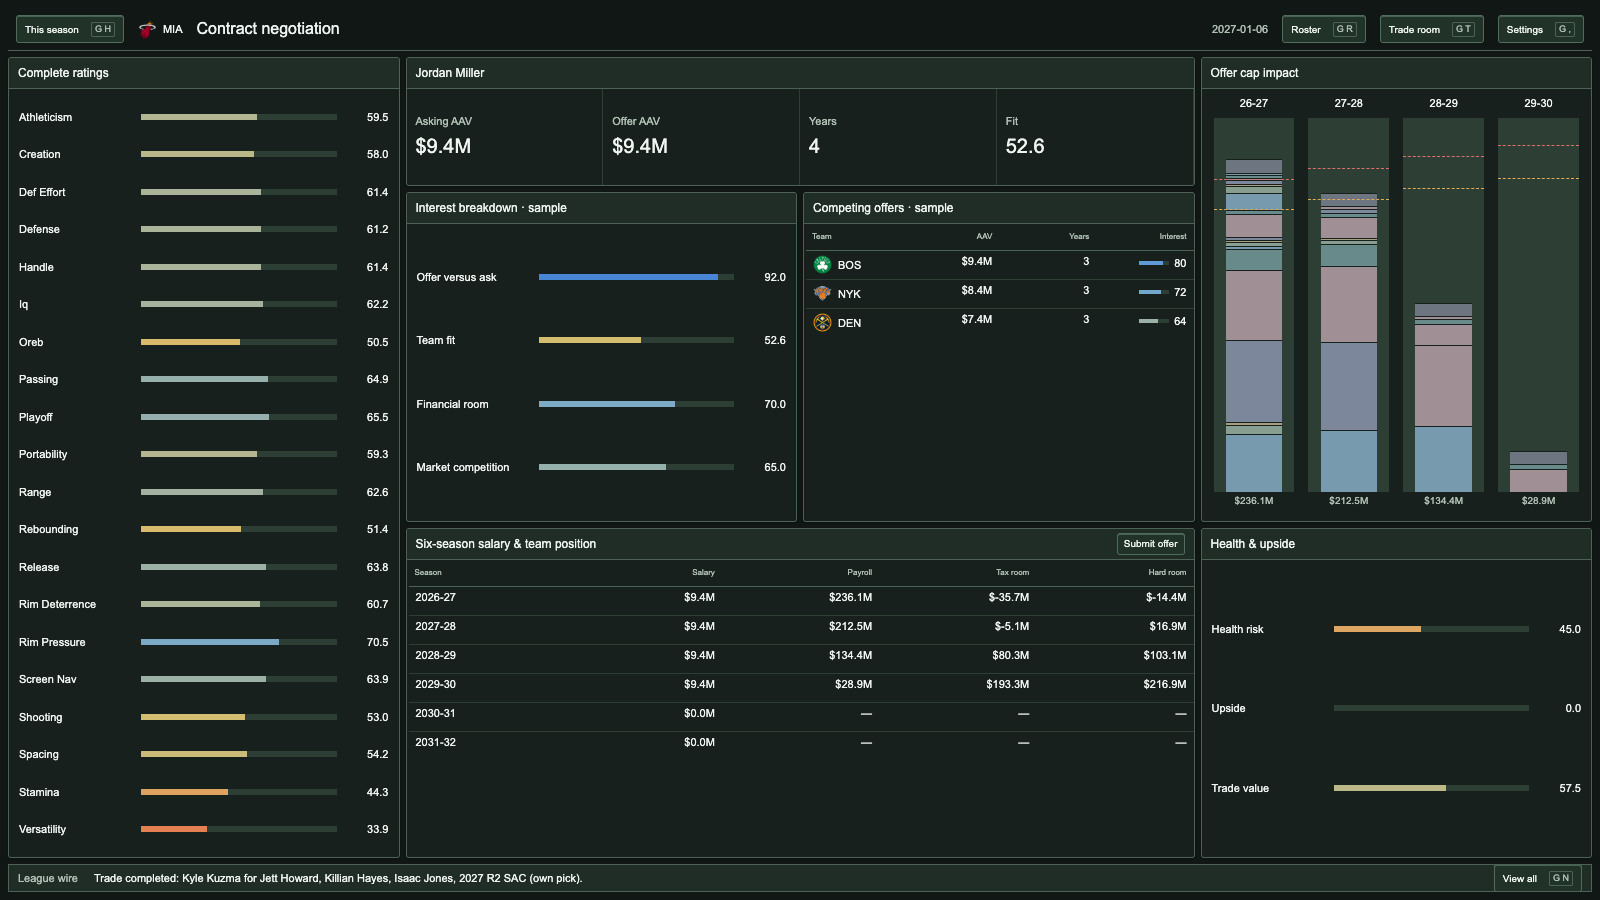 This season G H
MIA Contract negotiation
2027-01-06
Roster G R
Trade room G T
Settings G ,
Complete ratings
Athleticism 59.5
Creation 58.0
Def Effort 61.4
Defense 61.2
Handle 61.4
Iq 62.2
Oreb 50.5
Passing 64.9
Playoff 65.5
Portability 59.3
Range 62.6
Rebounding 51.4
Release 63.8
Rim Deterrence 60.7
Rim Pressure 70.5
Screen Nav 63.9
Shooting 53.0
Spacing 54.2
Stamina 44.3
Versatility 33.9
Jordan Miller
Asking AAV Offer AAV Years Fit
$9.4M $9.4M 4 52.6
Interest breakdown · sample
Offer versus ask 92.0
Team fit 52.6
Financial room 70.0
Market competition 65.0
Competing offers · sample
Team AAV Years Interest
BOS $9.4M 3 80
NYK $8.4M 3 72
DEN $7.4M 3 64
Six-season salary & team position Submit offer
Season Salary Payroll Tax room Hard room
2026-27 $9.4M $236.1M $-35.7M $-14.4M
2027-28 $9.4M $212.5M $-5.1M $16.9M
2028-29 $9.4M $134.4M $80.3M $103.1M
2029-30 $9.4M $28.9M $193.3M $216.9M
2030-31 $0.0M — — —
2031-32 $0.0M — — —
Offer cap impact
26-27 27-28 28-29 29-30
$236.1M $212.5M $134.4M $28.9M
Health & upside
Health risk 45.0
Upside 0.0
Trade value 57.5
League wire Trade completed: Kyle Kuzma for Jett Howard, Killian Hayes, Isaac Jones, 2027 R2 SAC (own pick).
View all G N